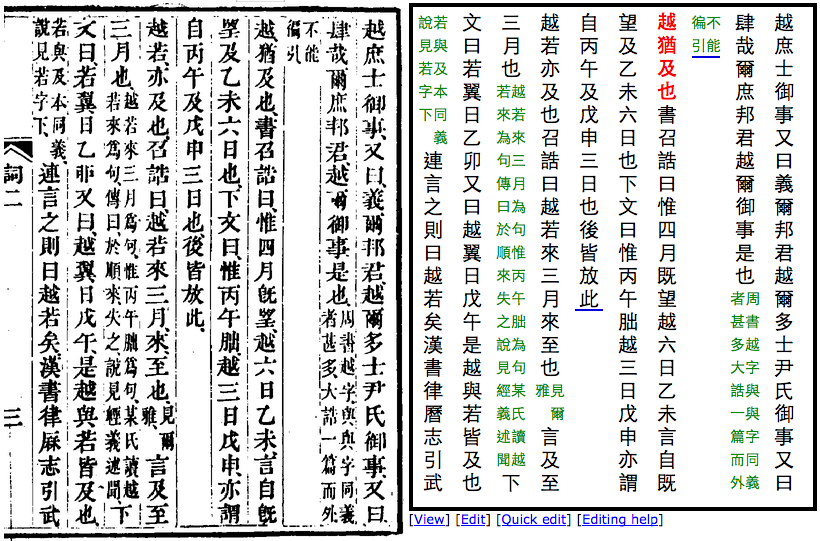 越庶士御事、又曰、義爾邦君、越爾多士尹氏御事、又曰、
肆哉爾庶邦君、越爾御事是也、周書越字、與與字同義、者甚多、大誥一篇而外、
不能徧引
越猶及也、書召誥曰、惟四月旣望、越六日乙未、言自旣
望及乙未六日也、下文曰、惟丙午朏、越三日戊申、亦謂
自丙午及戊申三日也、後皆放此、
越若、亦及也、召誥曰、越若來三月、來、至也、見爾雅、言及至
三月也、越若來三月爲句、惟丙午朏爲句、某氏讀越若來爲句、傳曰、於順來、失之、說見經義述聞、下
文曰、若翼日乙卯、又曰、越翼日戊午、是越與若皆及也、
若與及本同義、說見若字下、連言之、則曰越若矣、漢書律厤志引武
詞二
三
越庶士御事又曰義爾邦君越爾多士尹氏御事又曰
肆哉爾庶邦君越爾御事是也周書越字與與字同義者甚多大誥一篇而外
不能徧引
越猶及也書召誥曰惟四月既望越六日乙未言自既
望及乙未六日也下文曰惟丙午朏越三日戊申亦謂
自丙午及戊申三日也後皆放此
越若亦及也召誥曰越若來三月來至也見爾雅言及至
三月也越若來三月為句惟丙午朏為句某氏讀越若來為句傳曰於順來失之說見經義述聞下
文曰若翼日乙卯又曰越翼日戊午是越與若皆及也
若與及本同義說見若字下連言之則曰越若矣漢書律曆志引武
[View] [Edit] [Quick edit] [Editing help]